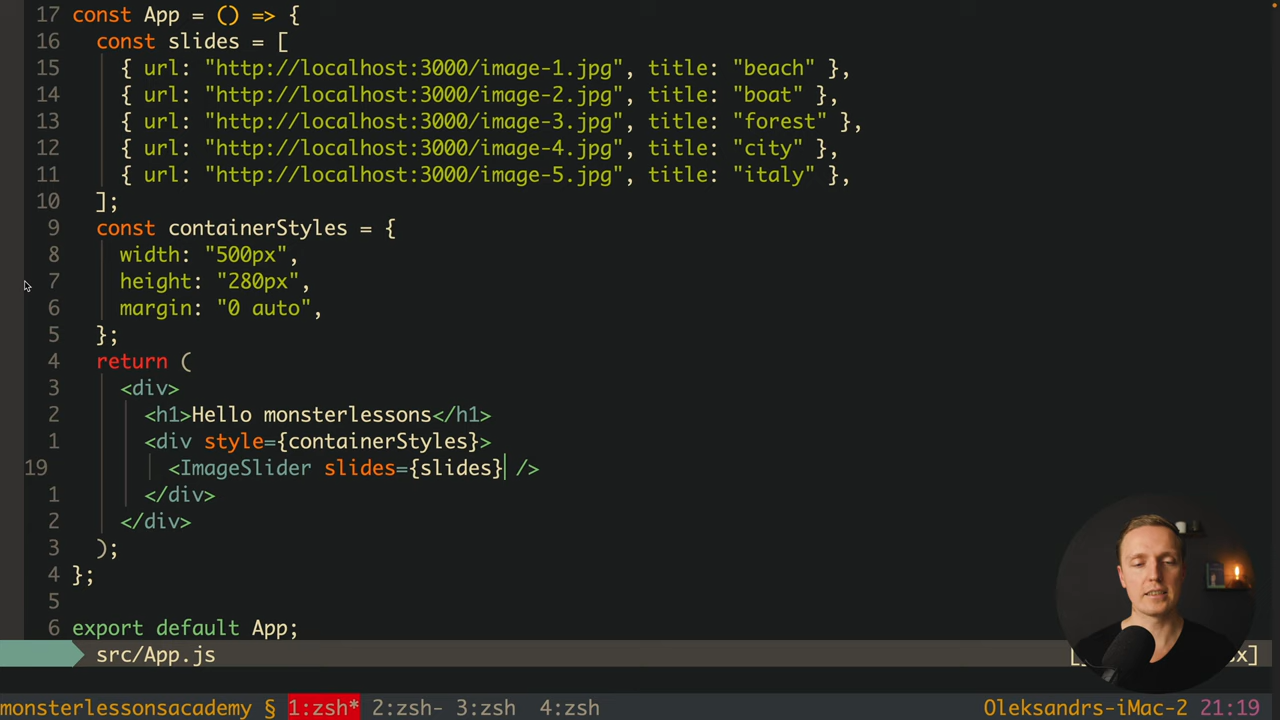 17 const App = () => {
16 const slides = [
15 { url: "http://localhost:3000/image-1.jpg", title: "beach" },
14 { url: "http://localhost:3000/image-2.jpg", title: "boat" },
13 { url: "http://localhost:3000/image-3.jpg", title: "forest" },
12 { url: "http://localhost:3000/image-4.jpg", title: "city" },
11 { url: "http://localhost:3000/image-5.jpg", title: "italy" },
10 ];
9 const containerStyles = {
8 width: "500px",
7 height: "280px",
6 margin: "0 auto",
5 };
4 return (
3 <div>
2 <h1>Hello monsterlessons</h1>
1 <div style={containerStyles}>
19 <ImageSlider slides={slides} />
1 </div>
2 </div>
3 );
4 };
5
6 export default App;
src/App.js
monsterlessonsacademy § 1:zsh* 2:zsh- 3:zsh 4:zsh Oleksandrs-iMac-2 21:19